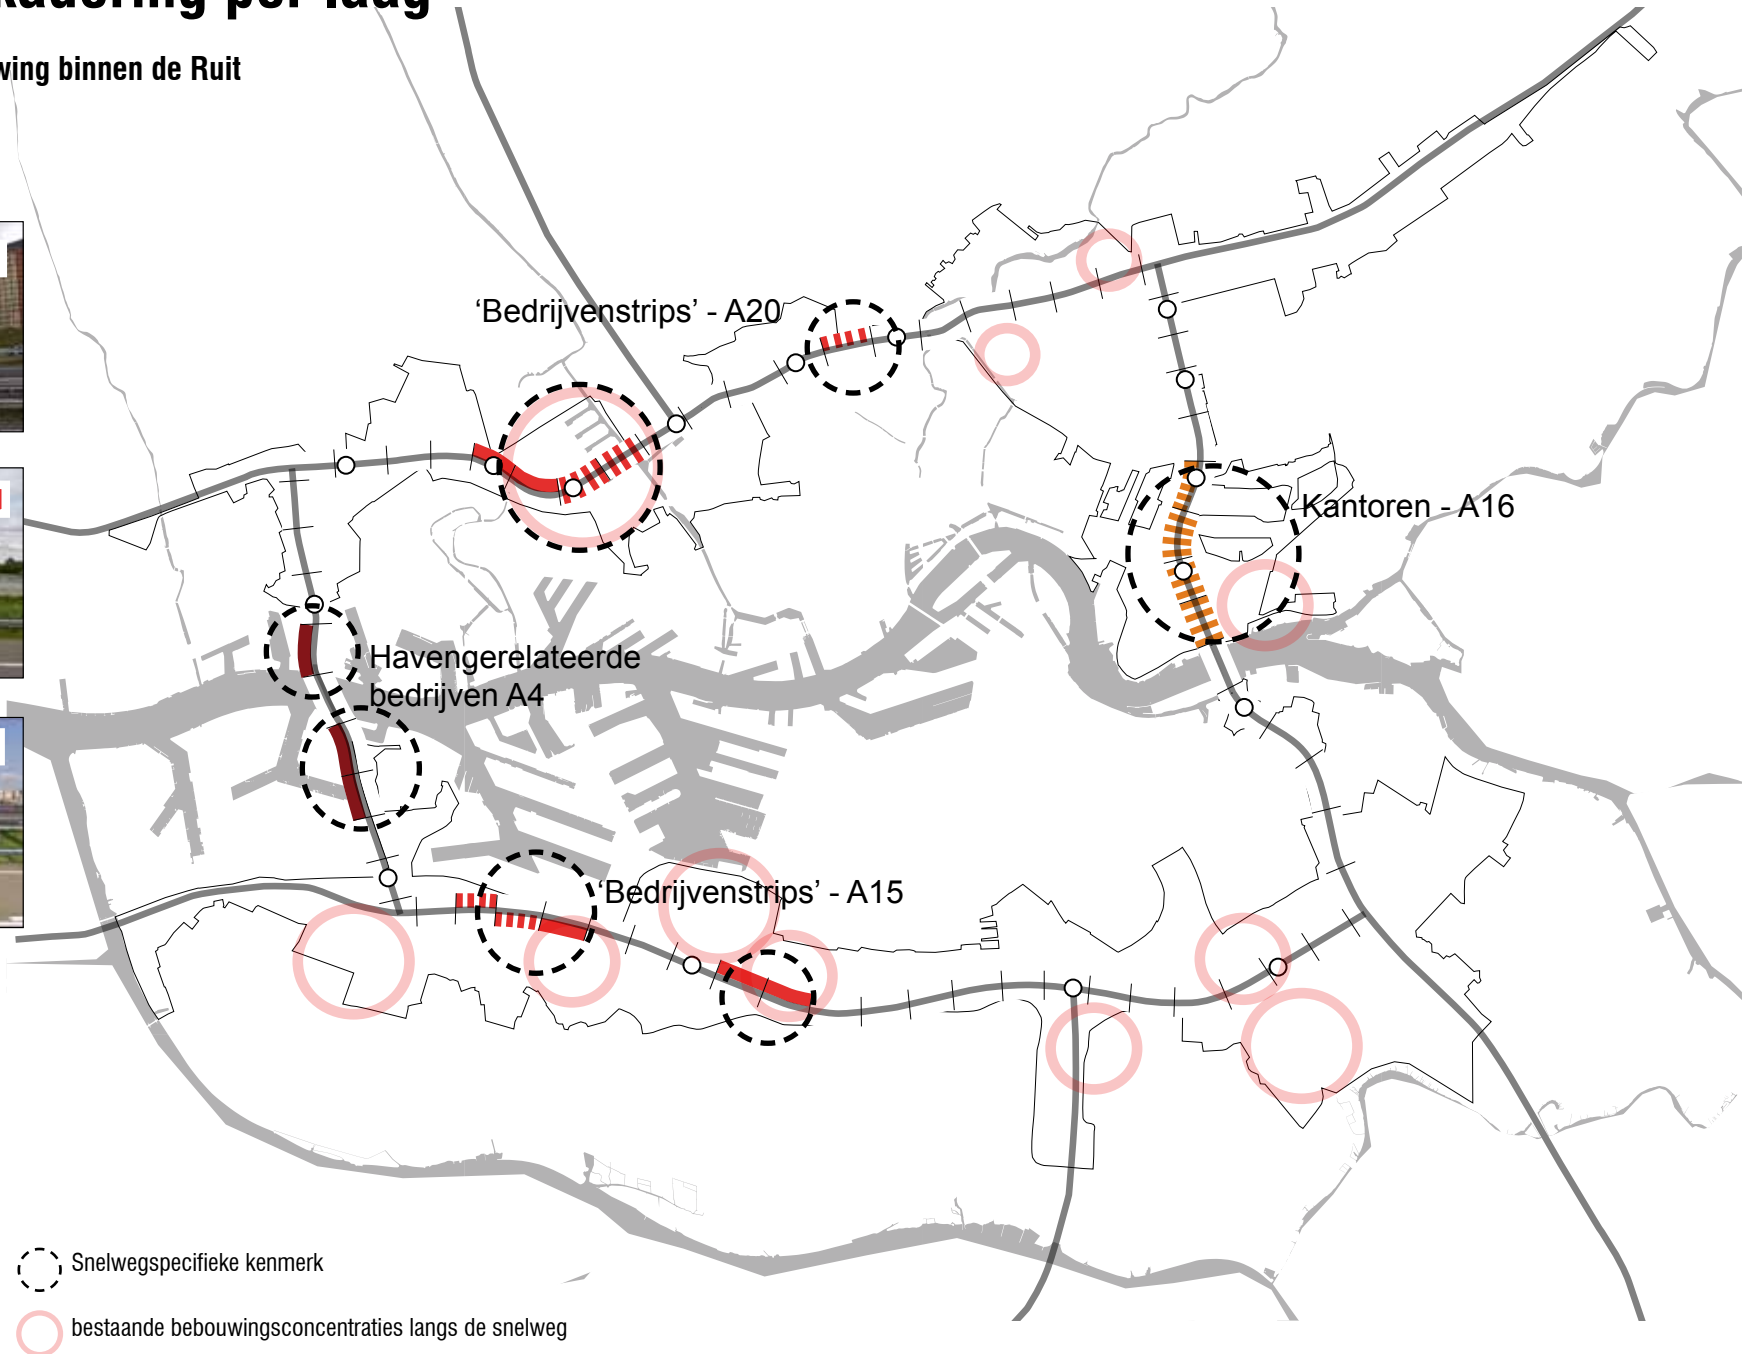 wing binnen de Ruit
‘Bedrijvenstrips’ - A20
Kantoren - A16
Havengerelateerde
bedrijven A4
‘Bedrijvenstrips’ - A15
Snelwegspecifieke kenmerk
bestaande bebouwingsconcentraties langs de snelweg